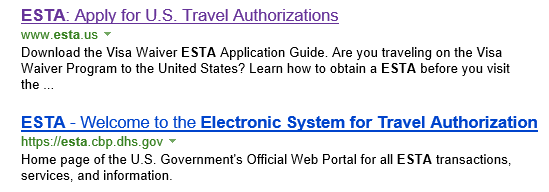 ESTA: Apply for U.S. Travel Authorizations
www.esta.us
Download the Visa Waiver ESTA Application Guide. Are you traveling on the Visa
Waiver Program to the United States? Learn how to obtain a ESTA before you visit
the ...
ESTA - Welcome to the Electronic System for Travel Authorization
https://esta.cbp.dhs.gov
Home page of the U.S. Government's Official Web Portal for all ESTA transactions,
services, and information.